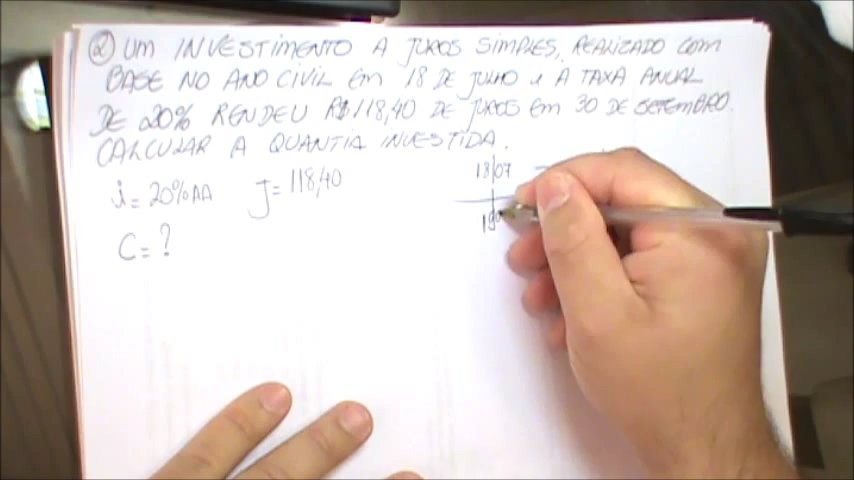 2 UM INVESTIMENTO A JUROS SIMPLES, REALIZADO COM
BASE NO ANO CIVIL EM 18 DE JULHO e A TAXA ANUAL
DE 20% RENDEU R$118,40 DE JUROS EM 30 DE SETEMBRO.
CALCULAR A QUANTIA INVESTIDA.
i = 20% AA J = 118,40
C = ?
18/07